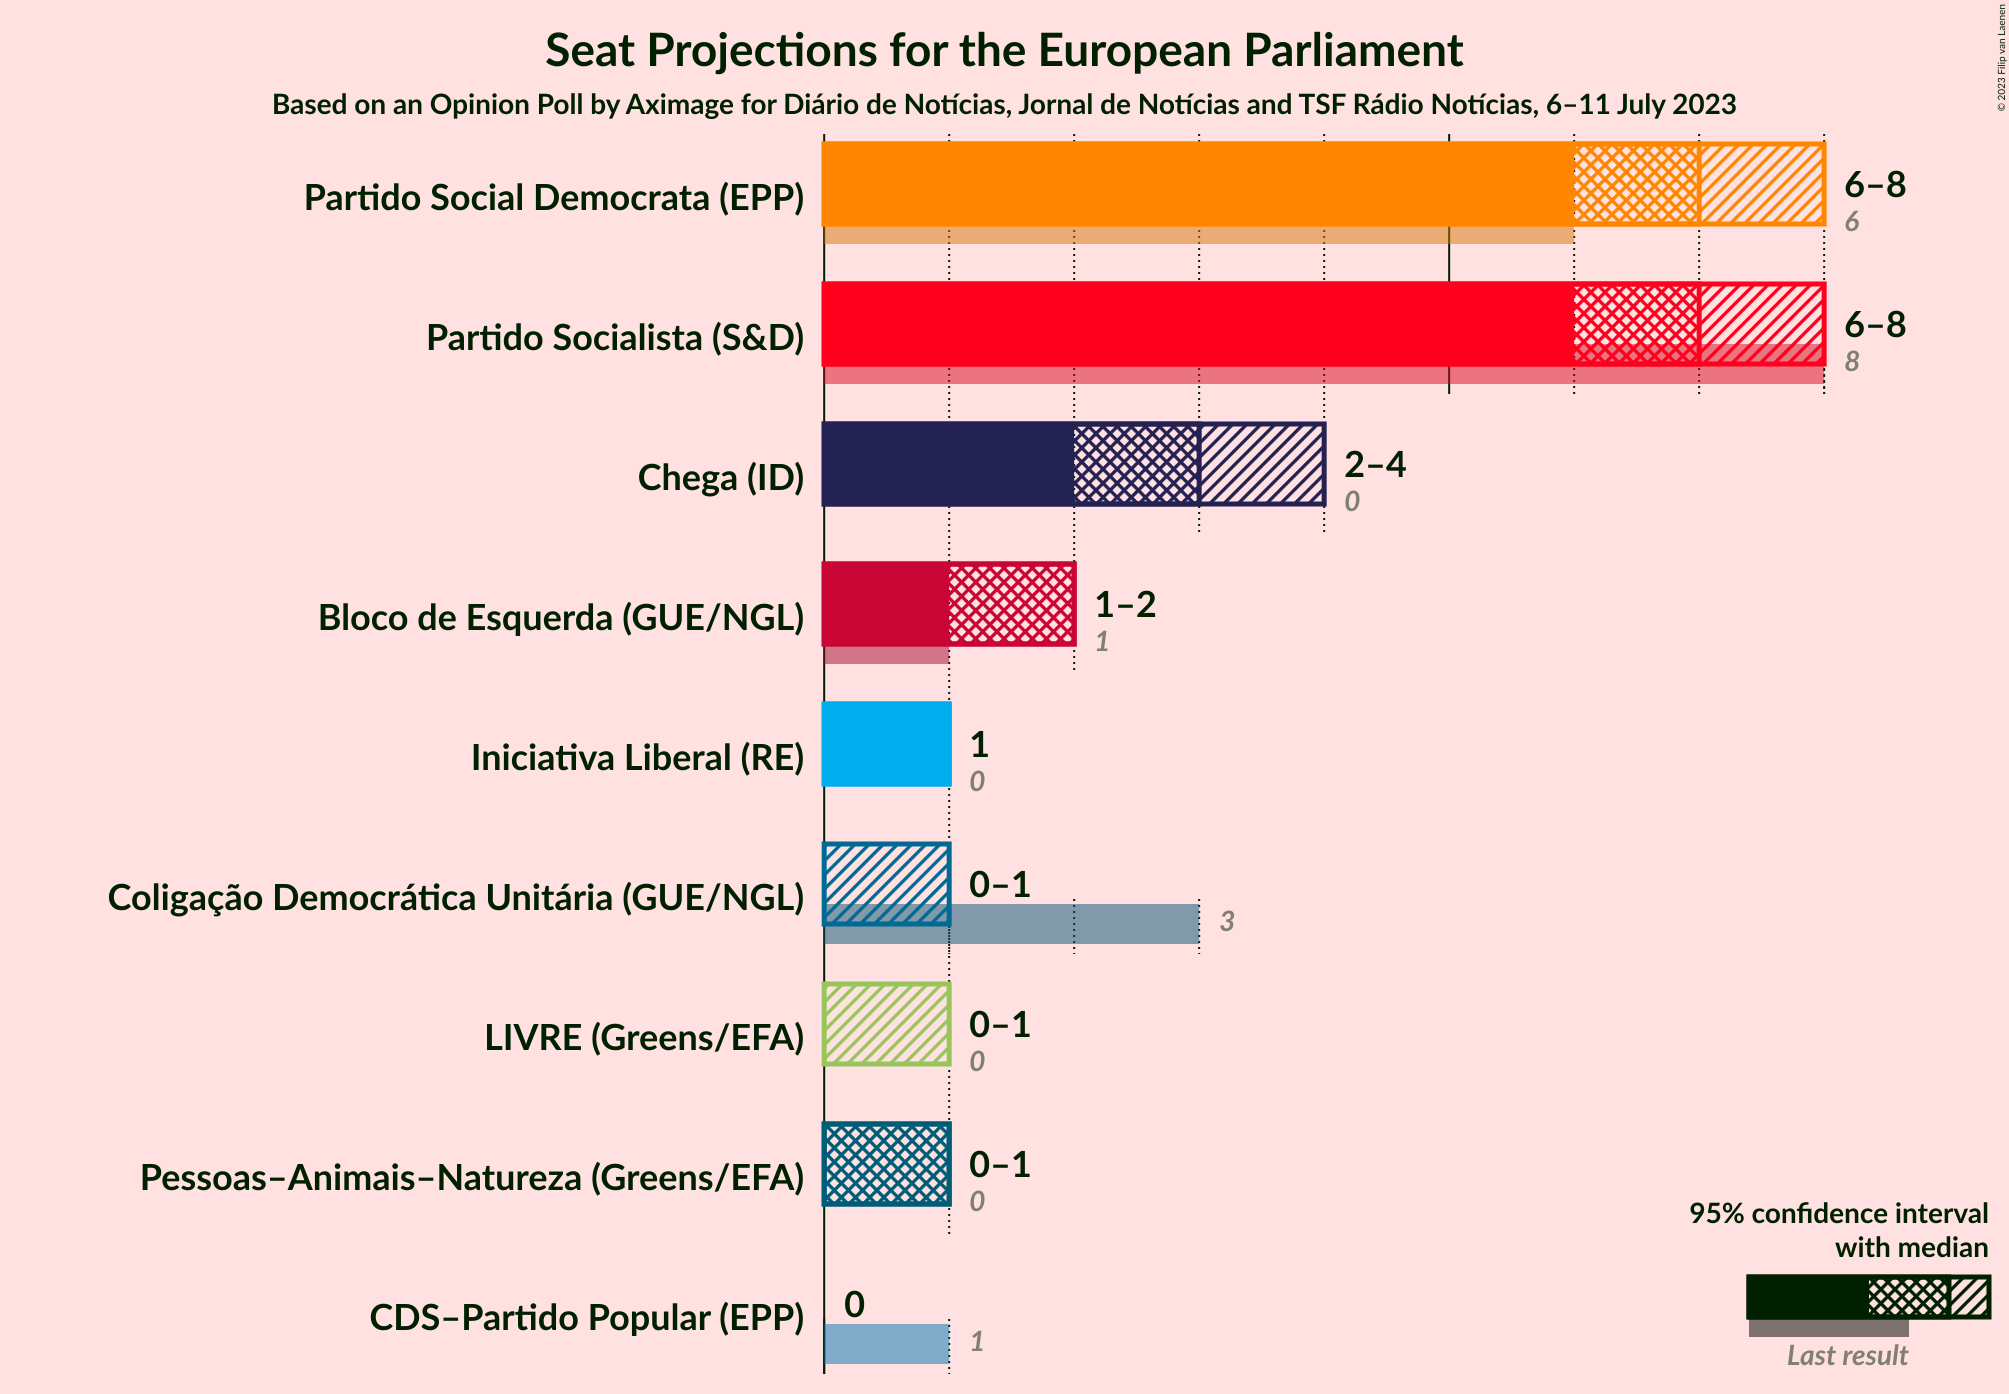 Seat Projections for the European Parliament
Based on an Opinion Poll by Aximage for Diário de Notícias, Jornal de Notícias and TSF Rádio Notícias, 6–11 July 2023
© 2023 Filip van Laenen
Partido Social Democrata (EPP)
6–8
6
Partido Socialista (S&D)
6–8
8
Chega (ID)
2–4
0
Bloco de Esquerda (GUE/NGL)
1–2
1
Iniciativa Liberal (RE)
1
0
Coligação Democrática Unitária (GUE/NGL)
0–1
3
LIVRE (Greens/EFA)
0–1
0
Pessoas–Animais–Natureza (Greens/EFA)
0–1
0
CDS–Partido Popular (EPP)
0
1
95% confidence interval
with median
Last result